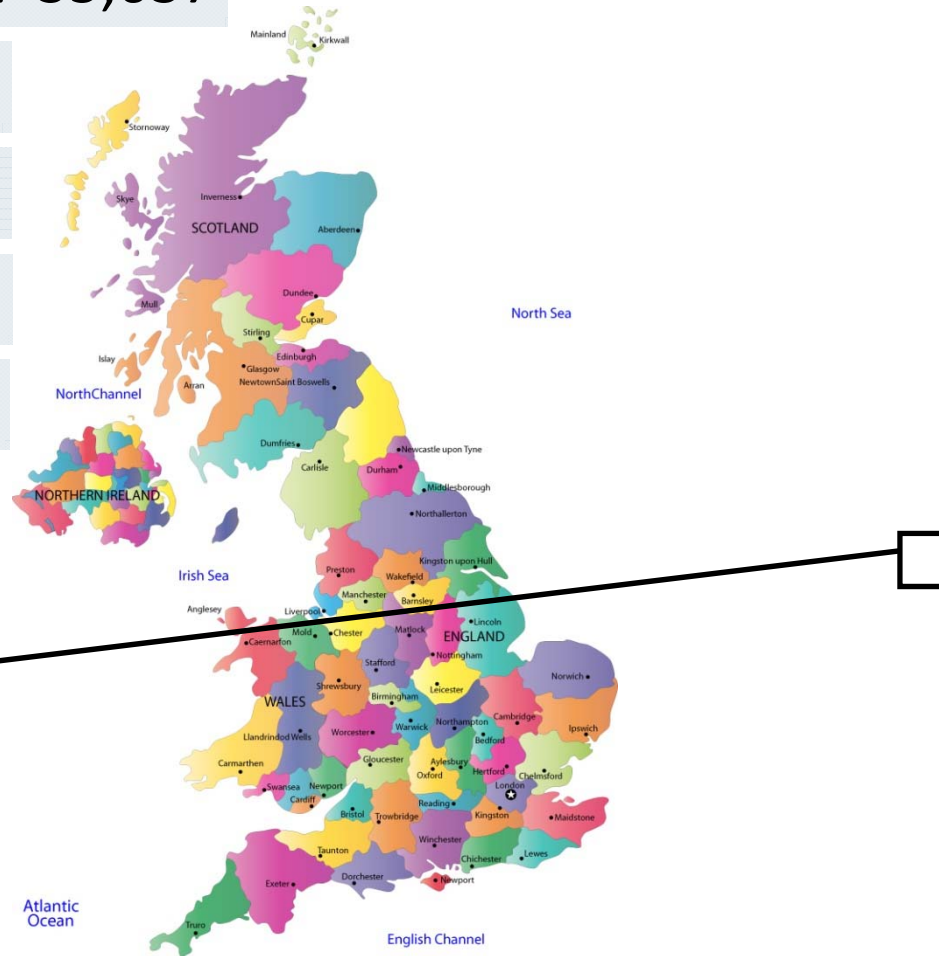 Mainland
Kirkwall
Stornoway
Skye
Inverness
SCOTLAND
Aberdeen
Mull
Dundee
Cupar
North Sea
Stirling
Edinburgh
Islay
Glasgow
Arran
NewtownSaint Boswells
NorthChannel
Dumfries
Newcastle upon Tyne
Carlisle
Durham
Middlesborough
NORTHERN IRELAND
Northallerton
Kingston upon Hull
Irish Sea
Preston
Wakefield
Manchester
Barnsley
Anglesey
Liverpool
Lincoln
Mold
Chester
Matlock
ENGLAND
Caernarfon
Nottingham
Stafford
Norwich
Shrewsbury
Leicester
Birmingham
WALES
Cambridge
Warwick
Northampton
Ipswich
Llandrindod Wells
Worcester
Bedford
Gloucester
Aylesbury
Carmarthen
Oxford
Hertford
Chelmsford
Swansea
Newport
London
Cardiff
Reading
Bristol
Trowbridge
Kingston
Maidstone
Winchester
Taunton
Chichester
Lewes
Dorchester
Newport
Exeter
Atlantic
Ocean
Truro
English Channel